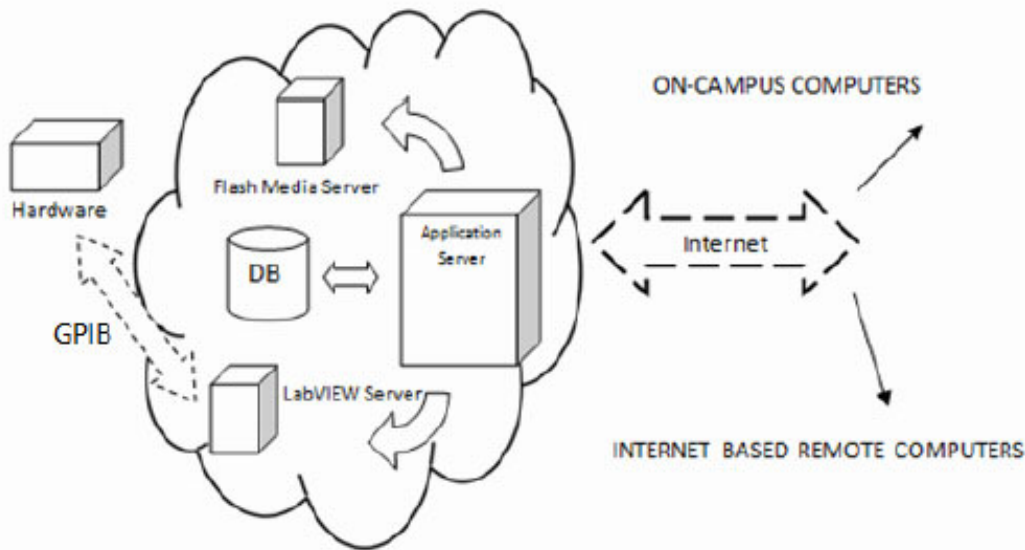 ON-CAMPUS COMPUTERS
Flash Media Server
Hardware
Application
Server
Internet
DB
GPIB
LabVIEW Server
INTERNET BASED REMOTE COMPUTERS